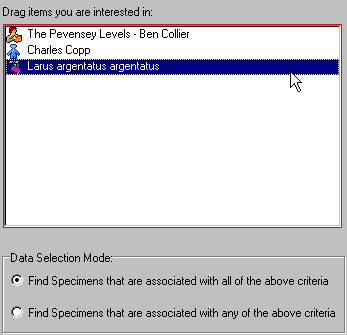 Drag items you are interested in:
The Pevensey Levels - Ben Collier
Charles Copp
Larus argentatus argentatus
Data Selection Mode:
Find Specimens that are associated with all of the above criteria
Find Specimens that are associated with any of the above criteria